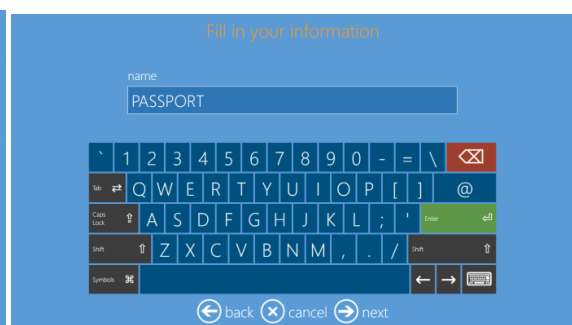 Fill in your information
name
PASSPORT
` 1 2 3 4 5 6 7 8 9 0 - = \
Tab Q W E R T Y U I O P [ ] @
Caps Lock A S D F G H J K L ; ' Enter
Shift Z X C V B N M , . / Shift
Symbols ⌘ ← →
back cancel next